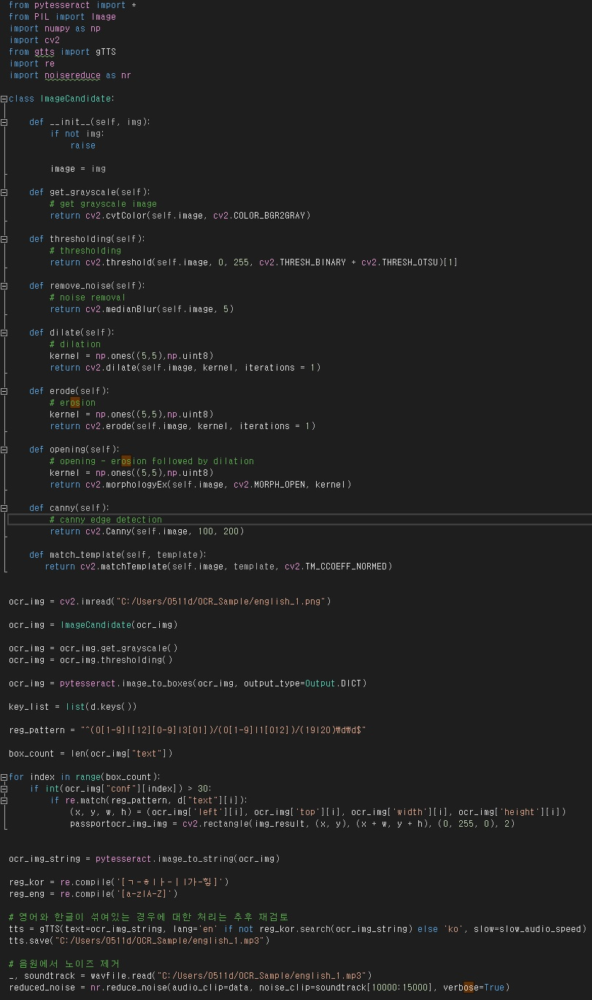 from pytesseract import *
from PIL import Image
import numpy as np
import cv2
from gtts import gTTS
import re
import noisereduce as nr
class ImageCandidate:
def __init__(self, img):
if not img:
raise
image = img
def get_grayscale(self):
# get grayscale image
return cv2.cvtColor(self.image, cv2.COLOR_BGR2GRAY)
def thresholding(self):
# thresholding
return cv2.threshold(self.image, 0, 255, cv2.THRESH_BINARY + cv2.THRESH_OTSU)[1]
def remove_noise(self):
# noise removal
return cv2.medianBlur(self.image, 5)
def dilate(self):
# dilation
kernel = np.ones((5,5),np.uint8)
return cv2.dilate(self.image, kernel, iterations = 1)
def erode(self):
# erosion
kernel = np.ones((5,5),np.uint8)
return cv2.erode(self.image, kernel, iterations = 1)
def opening(self):
# opening - erosion followed by dilation
kernel = np.ones((5,5),np.uint8)
return cv2.morphologyEx(self.image, cv2.MORPH_OPEN, kernel)
def canny(self):
# canny edge detection
return cv2.Canny(self.image, 100, 200)
def match_template(self, template):
return cv2.matchTemplate(self.image, template, cv2.TM_CCOEFF_NORMED)
ocr_img = cv2.imread("C:/Users/0511d/OCR_Sample/english_1.png")
ocr_img = ImageCandidate(ocr_img)
ocr_img = ocr_img.get_grayscale()
ocr_img = ocr_img.thresholding()
ocr_img = pytesseract.image_to_boxes(ocr_img, output_type=Output.DICT)
key_list = list(d.keys())
reg_pattern = "^(0[1-9]|[12][0-9]|3[01])/(0[1-9]|1[012])/(19|20)₩d₩d$"
box_count = len(ocr_img["text"])
for index in range(box_count):
if int(ocr_img["conf"][index]) > 30:
if re.match(reg_pattern, d["text"][i]):
(x, y, w, h) = (ocr_img['left'][i], ocr_img['top'][i], ocr_img['width'][i], ocr_img['height'][i])
passportocr_img_img = cv2.rectangle(img_result, (x, y), (x + w, y + h), (0, 255, 0), 2)
ocr_img_string = pytesseract.image_to_string(ocr_img)
reg_kor = re.compile('[ㄱ-ㅎ|ㅏ-ㅣ|가-힣]')
reg_eng = re.compile('[a-z|A-Z]')
# 영어와 한글이 섞여있는 경우에 대한 처리는 추후 재검토
tts = gTTS(text=ocr_img_string, lang='en' if not reg_kor.search(ocr_img_string) else 'ko', slow=slow_audio_speed)
tts.save("C:/Users/0511d/OCR_Sample/english_1.mp3")
# 음원에서 노이즈 제거
_, soundtrack = wavfile.read("C:/Users/0511d/OCR_Sample/english_1.mp3")
reduced_noise = nr.reduce_noise(audio_clip=data, noise_clip=soundtrack[10000:15000], verbose=True)